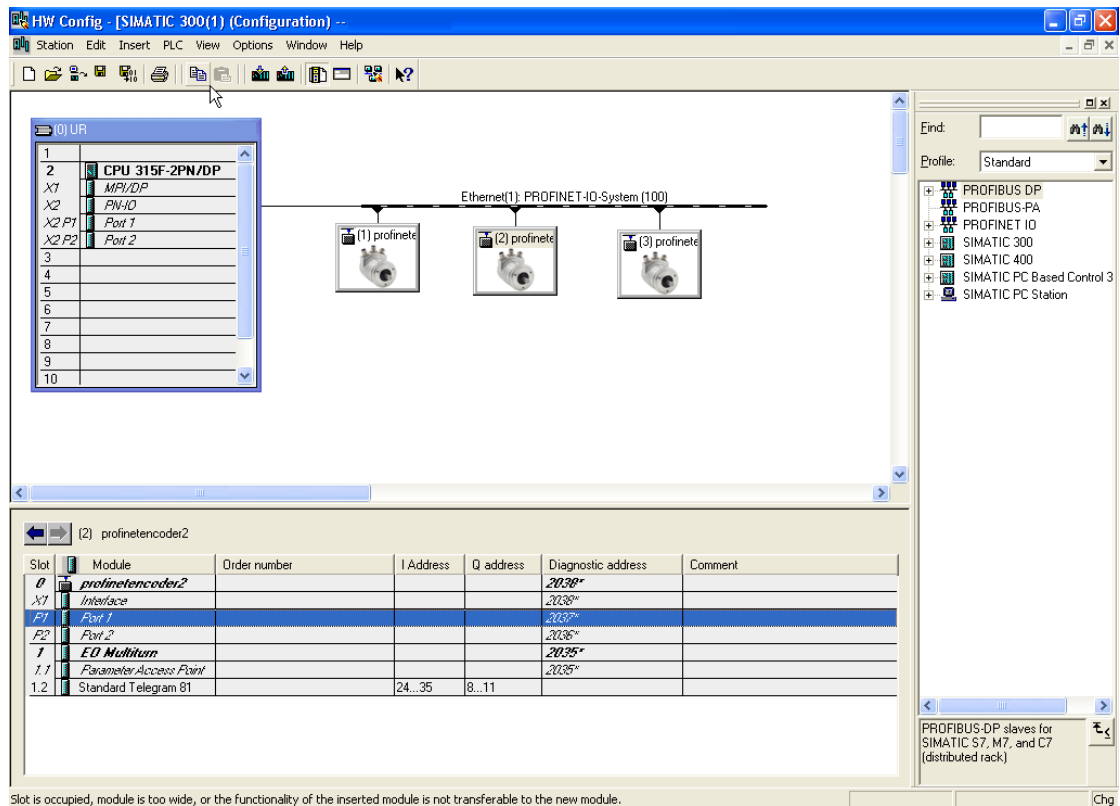 HW Config - [SIMATIC 300(1) (Configuration) --
Station Edit Insert PLC View Options Window Help
(0) UR
1
2 CPU 315F-2PN/DP
X1 MPI/DP
X2 PN-IO
X2 P1 Port 1
X2 P2 Port 2
3
4
5
6
7
8
9
10
Ethernet(1): PROFINET-IO-System (100)
(1) profinete
(2) profinete
(3) profinete
Find:
Profile: Standard
PROFIBUS DP
PROFIBUS-PA
PROFINET IO
SIMATIC 300
SIMATIC 400
SIMATIC PC Based Control 3
SIMATIC PC Station
PROFIBUS-DP slaves for
SIMATIC S7, M7, and C7
(distributed rack)
(2) profinetencoder2
Slot Module Order number I Address Q address Diagnostic address Comment
0 profinetencoder2 2038*
X1 Interface 2038*
P1 Port 1 2037*
P2 Port 2 2036*
1 EO Multiturn 2035*
1.1 Parameter Access Point 2035*
1.2 Standard Telegram 81 24...35 8...11
Slot is occupied, module is too wide, or the functionality of the inserted module is not transferable to the new module.
Chg